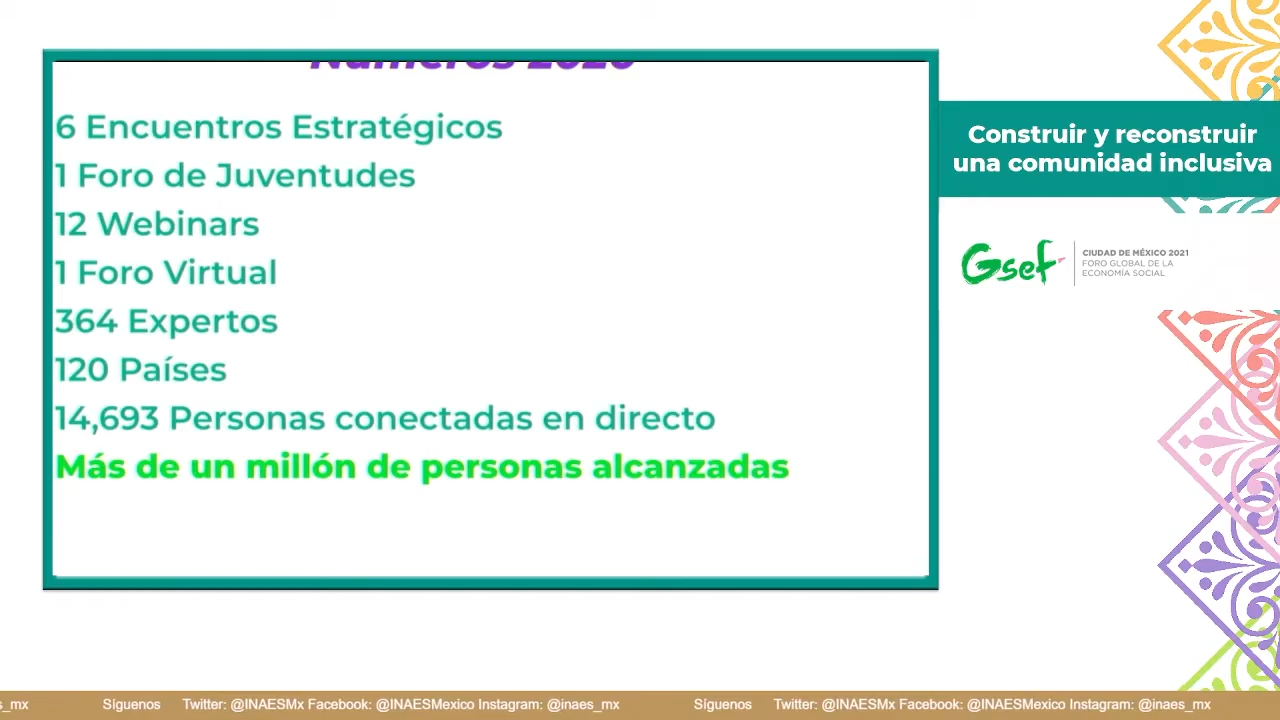 Números 2020
6 Encuentros Estratégicos
1 Foro de Juventudes
12 Webinars
1 Foro Virtual
364 Expertos
120 Países
14,693 Personas conectadas en directo
Más de un millón de personas alcanzadas
Construir y reconstruir
una comunidad inclusiva
Gsef
CIUDAD DE MÉXICO 2021
FORO GLOBAL DE LA
ECONOMÍA SOCIAL
s_mx Síguenos Twitter: @INAESMx Facebook: @INAESMexico Instagram: @inaes_mx Síguenos Twitter: @INAESMx Facebook: @INAESMexico Instagram: @inaes_mx